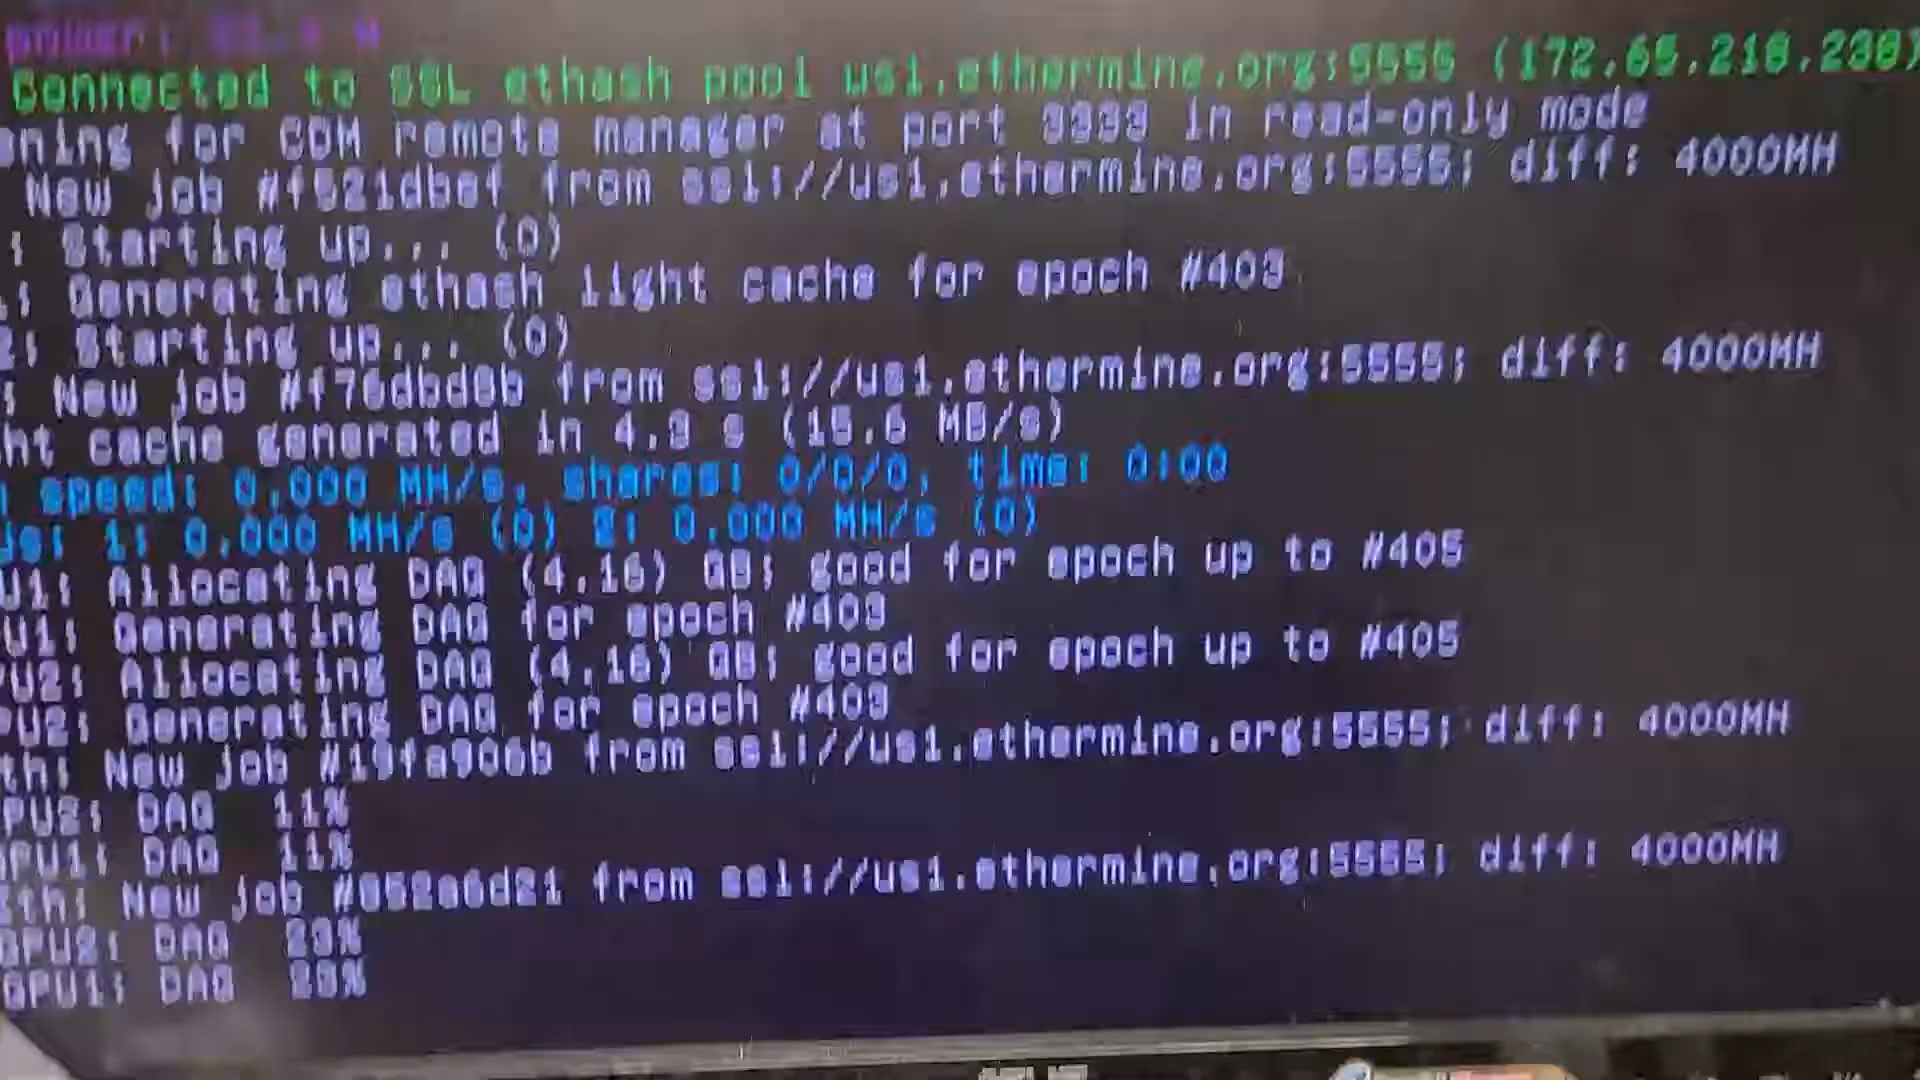 power:
Connected to SSL ethash pool us1.ethermine.org:5555 (172.65.218.238)
ning for CDM remote manager at port 3333 in read-only mode
New job #f521dbef from ssl://us1.ethermine.org:5555; diff: 4000MH
: Starting up... (0)
: Generating ethash light cache for epoch #403
2: Starting up... (0)
: New job from ssl://us1.ethermine.org:5555; diff: 4000MH
ht cache generated in 4.3 s (15.6 MB/s)
speed: 0.000 MH/s, shares: 0/0/0, time: 0:00
1: 0.000 MH/s (0) 2: 0.000 MH/s (0)
U1: Allocating DAG (4.16) GB; good for epoch up to #405
PU1: Generating DAG for epoch #403
PU2: Allocating DAG (4.16) GB; good for epoch up to #405
PU2: Generating DAG for epoch #403
th: New job #19fa906b from ssl://us1.ethermine.org:5555; diff: 4000MH
PU2: DAG 11%
GPU1: DAG 11%
Eth: New job from ssl://us1.ethermine.org:5555; diff: 4000MH
GPU2: DAG 23%
GPU1: DAG 23%